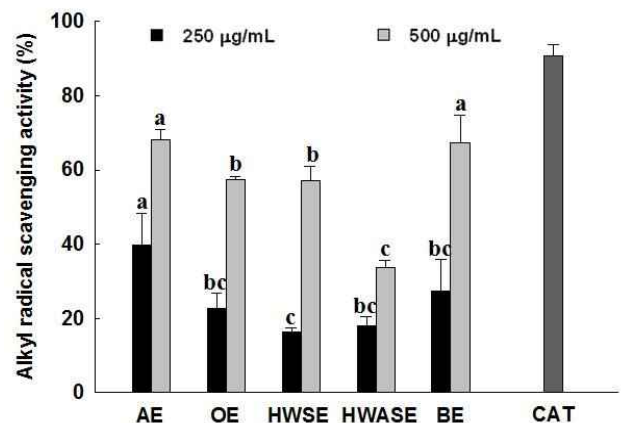 Alkyl radical scavenging activity (%)
100
80
60
40
20
0
250 µg/mL
500 µg/mL
a
a
b
bc
b
c
c
bc
a
bc
AE OE HWSE HWASE BE CAT